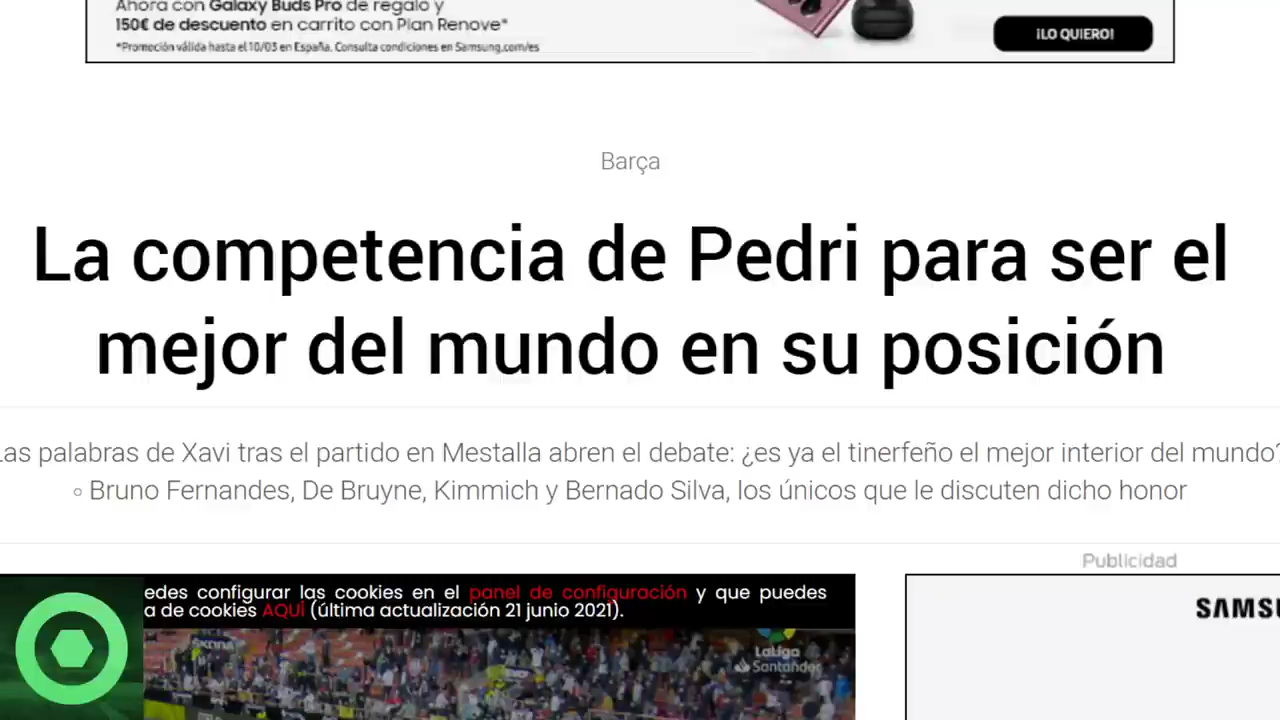 Ahora con Galaxy Buds Pro de regalo y
150€ de descuento en carrito con Plan Renove*
*Promoción válida hasta el 10/03 en España. Consulta condiciones en Samsung.com/es
¡LO QUIERO!
Barça
La competencia de Pedri para ser el
mejor del mundo en su posición
Las palabras de Xavi tras el partido en Mestalla abren el debate: ¿es ya el tinerfeño el mejor interior del mundo?
◦ Bruno Fernandes, De Bruyne, Kimmich y Bernado Silva, los únicos que le discuten dicho honor
Publicidad
edes configurar las cookies en el panel de configuración y que puedes
a de cookies AQUÍ (última actualización 21 junio 2021).
SAMSU
ŠKODA
LaLiga
Santander